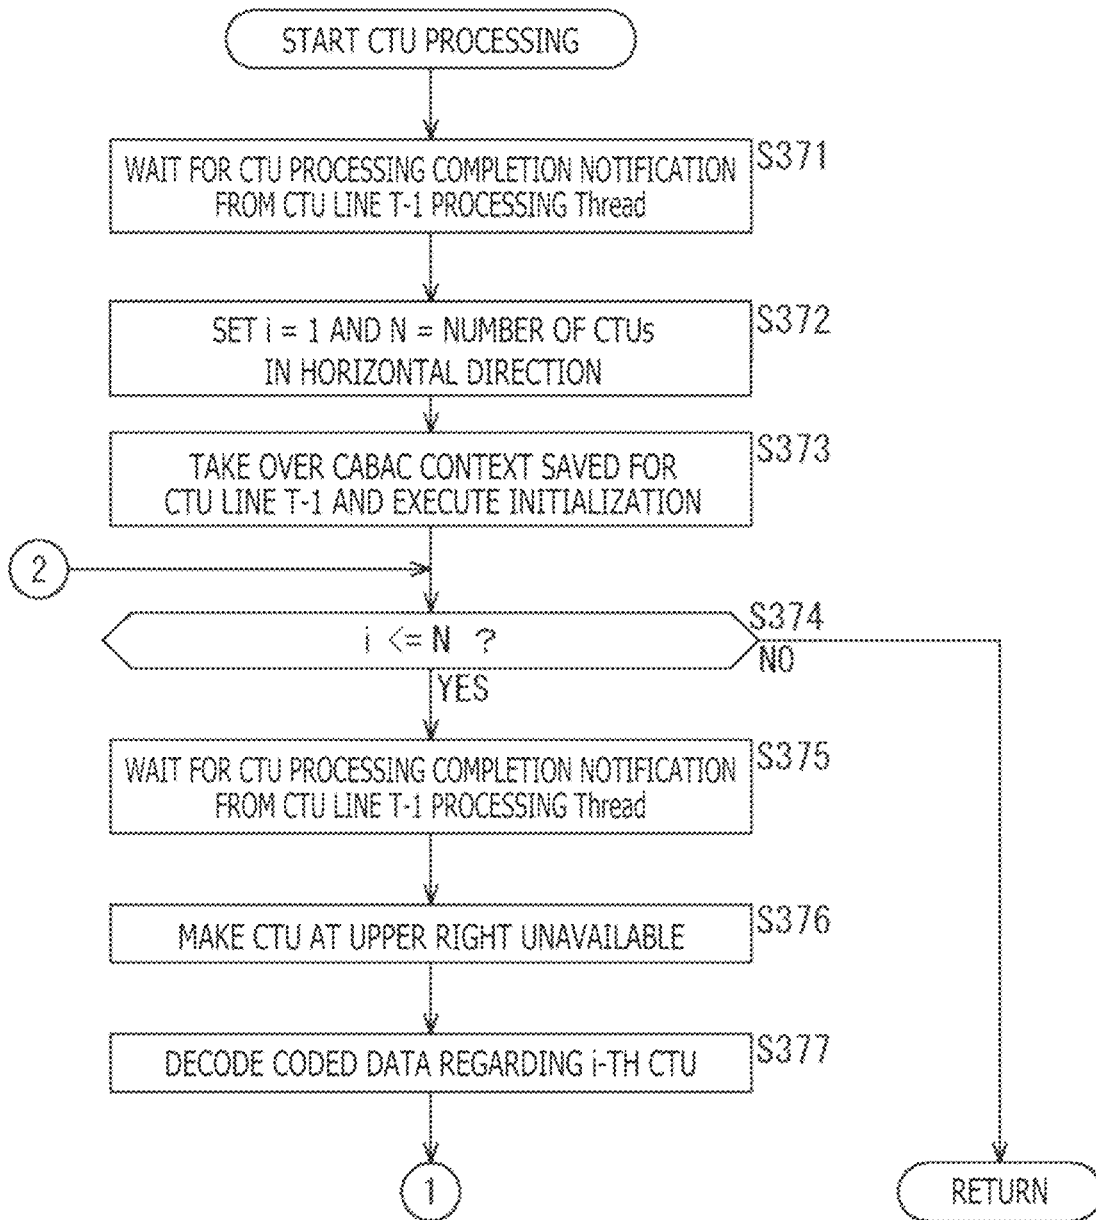 START CTU PROCESSING
WAIT FOR CTU PROCESSING COMPLETION NOTIFICATION
FROM CTU LINE T-1 PROCESSING Thread
S371
SET i = 1 AND N = NUMBER OF CTUs
IN HORIZONTAL DIRECTION
S372
TAKE OVER CABAC CONTEXT SAVED FOR
CTU LINE T-1 AND EXECUTE INITIALIZATION
S373
2
i <= N ?
S374
NO
YES
WAIT FOR CTU PROCESSING COMPLETION NOTIFICATION
FROM CTU LINE T-1 PROCESSING Thread
S375
MAKE CTU AT UPPER RIGHT UNAVAILABLE
S376
DECODE CODED DATA REGARDING i-TH CTU
S377
1
RETURN